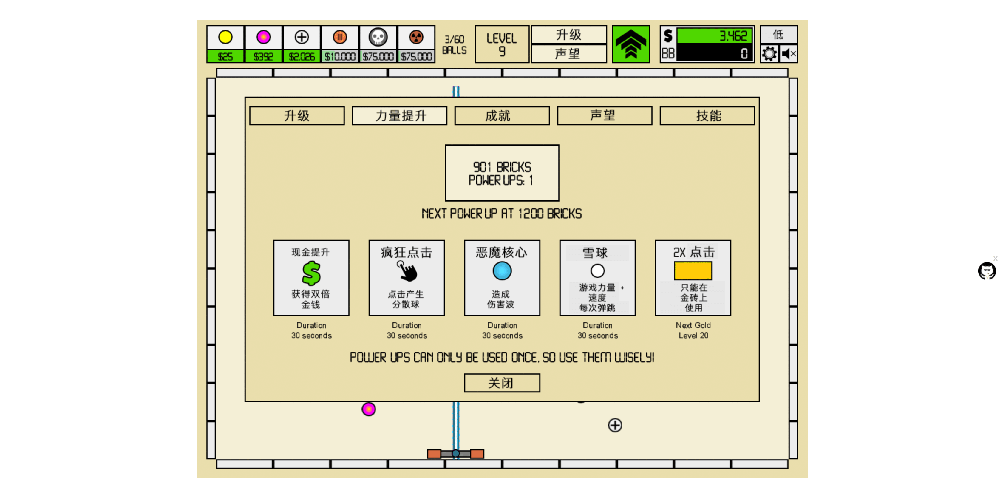 $25 $392 $2.026 $10.000 $75.000 $75.000
3/60
BALLS
LEVEL
9
升级
声望
$ 3.462
BB 0
低
升级 力量提升 成就 声望 技能
901 BRICKS
POWER UPS: 1
NEXT POWER UP AT 1200 BRICKS
现金提升
获得双倍
金钱
Duration
30 seconds
疯狂点击
点击产生
分散球
Duration
30 seconds
恶魔核心
造成
伤害波
Duration
30 seconds
雪球
游戏力量 +
速度
每次弹跳
Duration
30 seconds
2X 点击
只能在
金砖上
使用
Next Gold
Level 20
POWER UPS CAN ONLY BE USED ONCE, SO USE THEM WISELY!
关闭
x